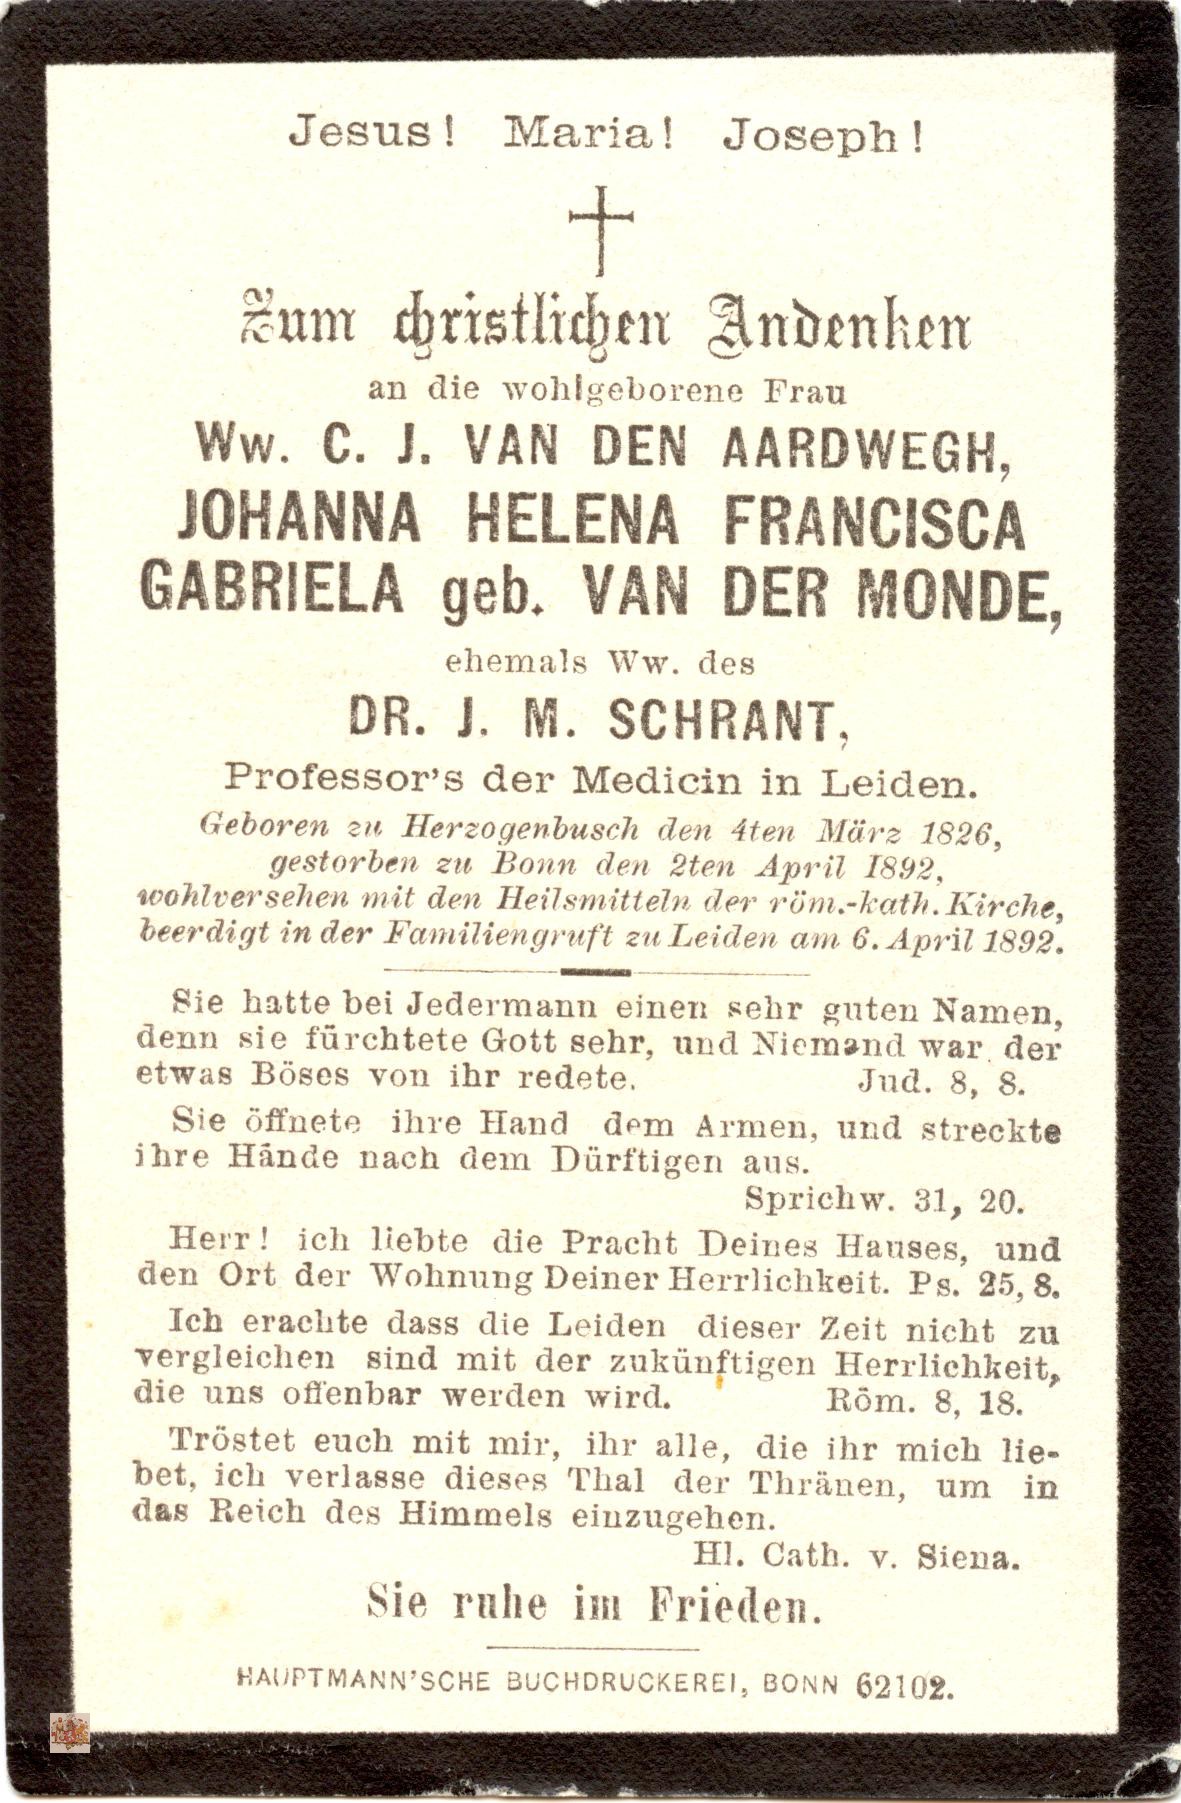 Jesus! Maria! Joseph!
Zum christlichen Andenken
an die wohlgeborene Frau
Ww. C. J. VAN DEN AARDWEGH,
JOHANNA HELENA FRANCISCA
GABRIELA geb. VAN DER MONDE,
ehemals Ww. des
DR. J. M. SCHRANT,
Professor's der Medicin in Leiden.
Geboren zu Herzogenbusch den 4ten März 1826,
gestorben zu Bonn den 2ten April 1892,
wohlversehen mit den Heilsmitteln der röm.-kath. Kirche,
beerdigt in der Familiengruft zu Leiden am 6. April 1892.
Sie hatte bei Jedermann einen sehr guten Namen,
denn sie fürchtete Gott sehr, und Niemand war der
etwas Böses von ihr redete. Jud. 8, 8.
Sie öffnete ihre Hand dem Armen, und streckte
ihre Hände nach dem Dürftigen aus.
Sprichw. 31, 20.
Herr! ich liebte die Pracht Deines Hauses, und
den Ort der Wohnung Deiner Herrlichkeit. Ps. 25, 8.
Ich erachte dass die Leiden dieser Zeit nicht zu
vergleichen sind mit der zukünftigen Herrlichkeit,
die uns offenbar werden wird. Röm. 8, 18.
Tröstet euch mit mir, ihr alle, die ihr mich lie-
bet, ich verlasse dieses Thal der Thränen, um in
das Reich des Himmels einzugehen.
Hl. Cath. v. Siena.
Sie ruhe im Frieden.
HAUPTMANN'SCHE BUCHDRUCKEREI, BONN 62102.